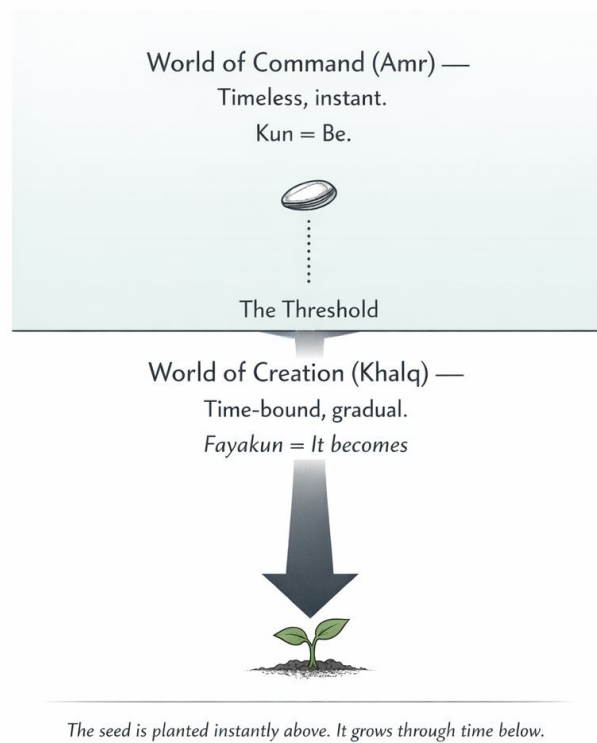 World of Command (Amr) —
Timeless, instant.
Kun = Be.
The Threshold
World of Creation (Khalq) —
Time-bound, gradual.
Fayakun = It becomes
The seed is planted instantly above. It grows through time below.